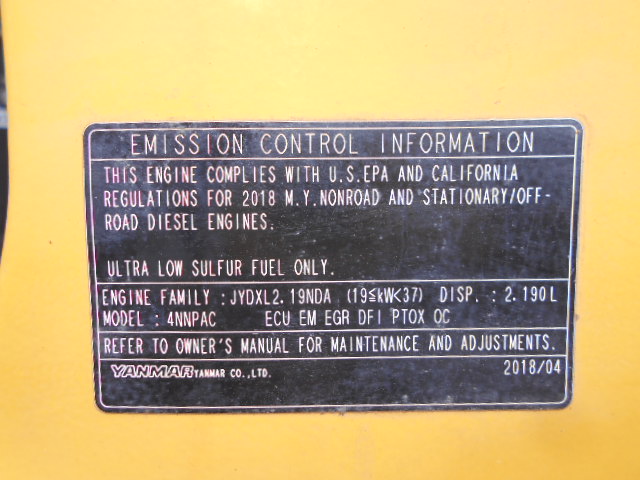 EMISSION CONTROL INFORMATION
THIS ENGINE COMPLIES WITH U.S.EPA AND CALIFORNIA
REGULATIONS FOR 2018 M.Y.NONROAD AND STATIONARY/OFF-
ROAD DIESEL ENGINES.
ULTRA LOW SULFUR FUEL ONLY.
ENGINE FAMILY :JYDXL2.19NDA (19≦kW<37) DISP.:2.190L
MODEL: 4NNPAC ECU EM EGR DFI PTOX OC
REFER TO OWNER'S MANUAL FOR MAINTENANCE AND ADJUSTMENTS.
YANMAR YANMAR CO.,LTD. 2018/04